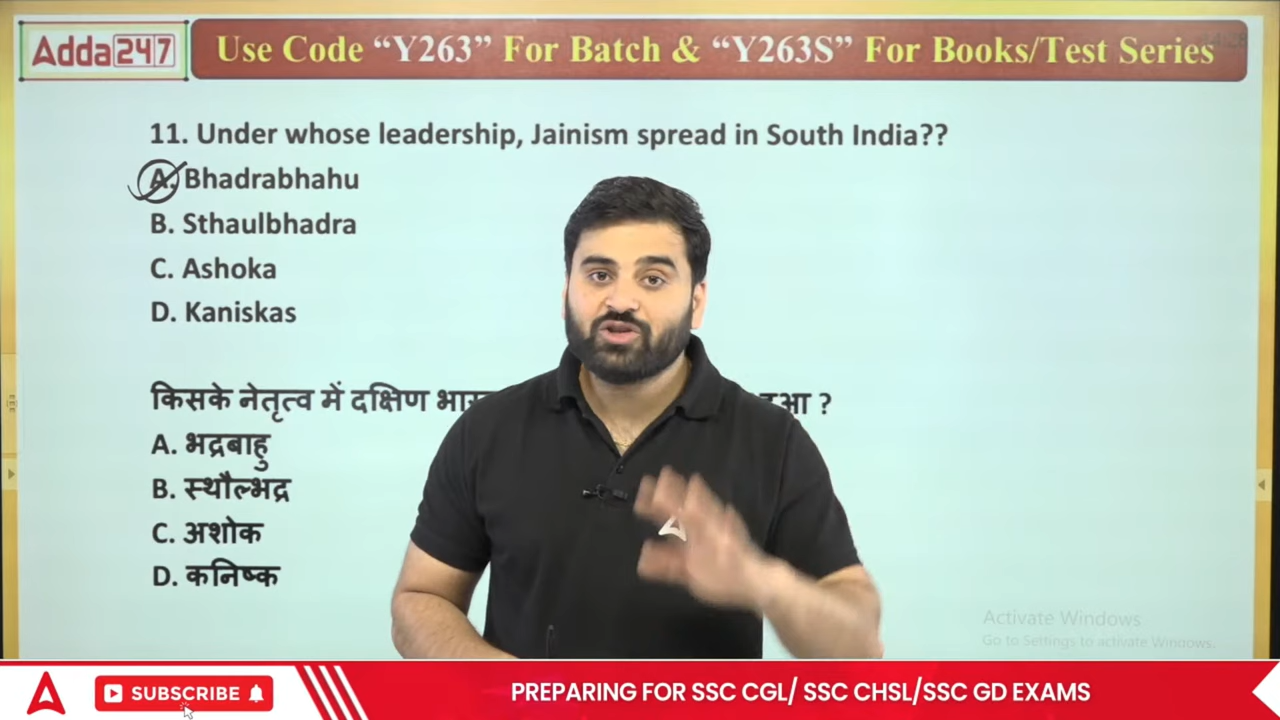 Adda247
Use Code “Y263” For Batch & “Y263S” For Books/Test Series
11. Under whose leadership, Jainism spread in South India??
A. Bhadrabhahu
B. Sthaulbhadra
C. Ashoka
D. Kaniskas
किसके नेतृत्व में दक्षिण ?
A. भद्रबाहु
B. स्थौल्भद्र
C. अशोक
D. कनिष्क
Activate Windows
Go to Settings to activate Windows.
SUBSCRIBE
PREPARING FOR SSC CGL/ SSC CHSL/SSC GD EXAMS